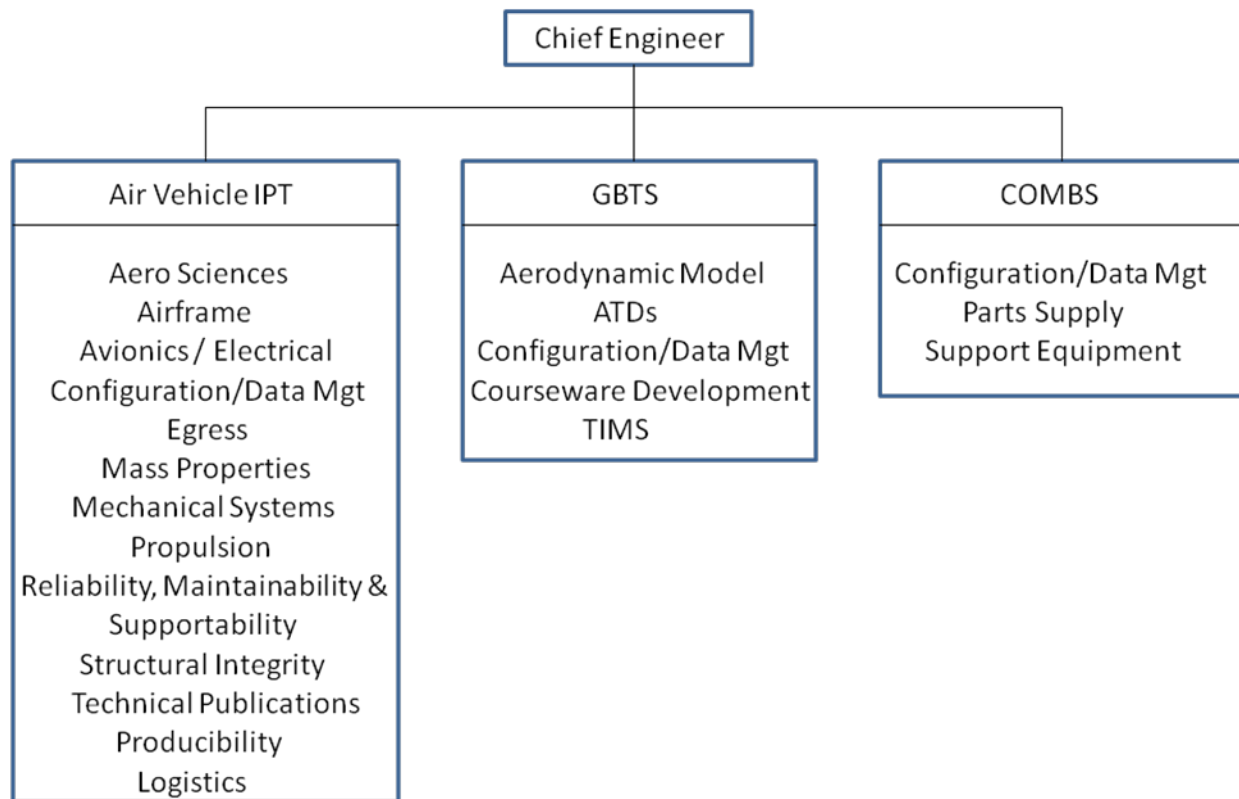 Chief Engineer
Air Vehicle IPT
Aero Sciences
Airframe
Avionics / Electrical
Configuration/Data Mgt
Egress
Mass Properties
Mechanical Systems
Propulsion
Reliability, Maintainability &
Supportability
Structural Integrity
Technical Publications
Producibility
Logistics
GBTS
Aerodynamic Model
ATDs
Configuration/Data Mgt
Courseware Development
TIMS
COMBS
Configuration/Data Mgt
Parts Supply
Support Equipment